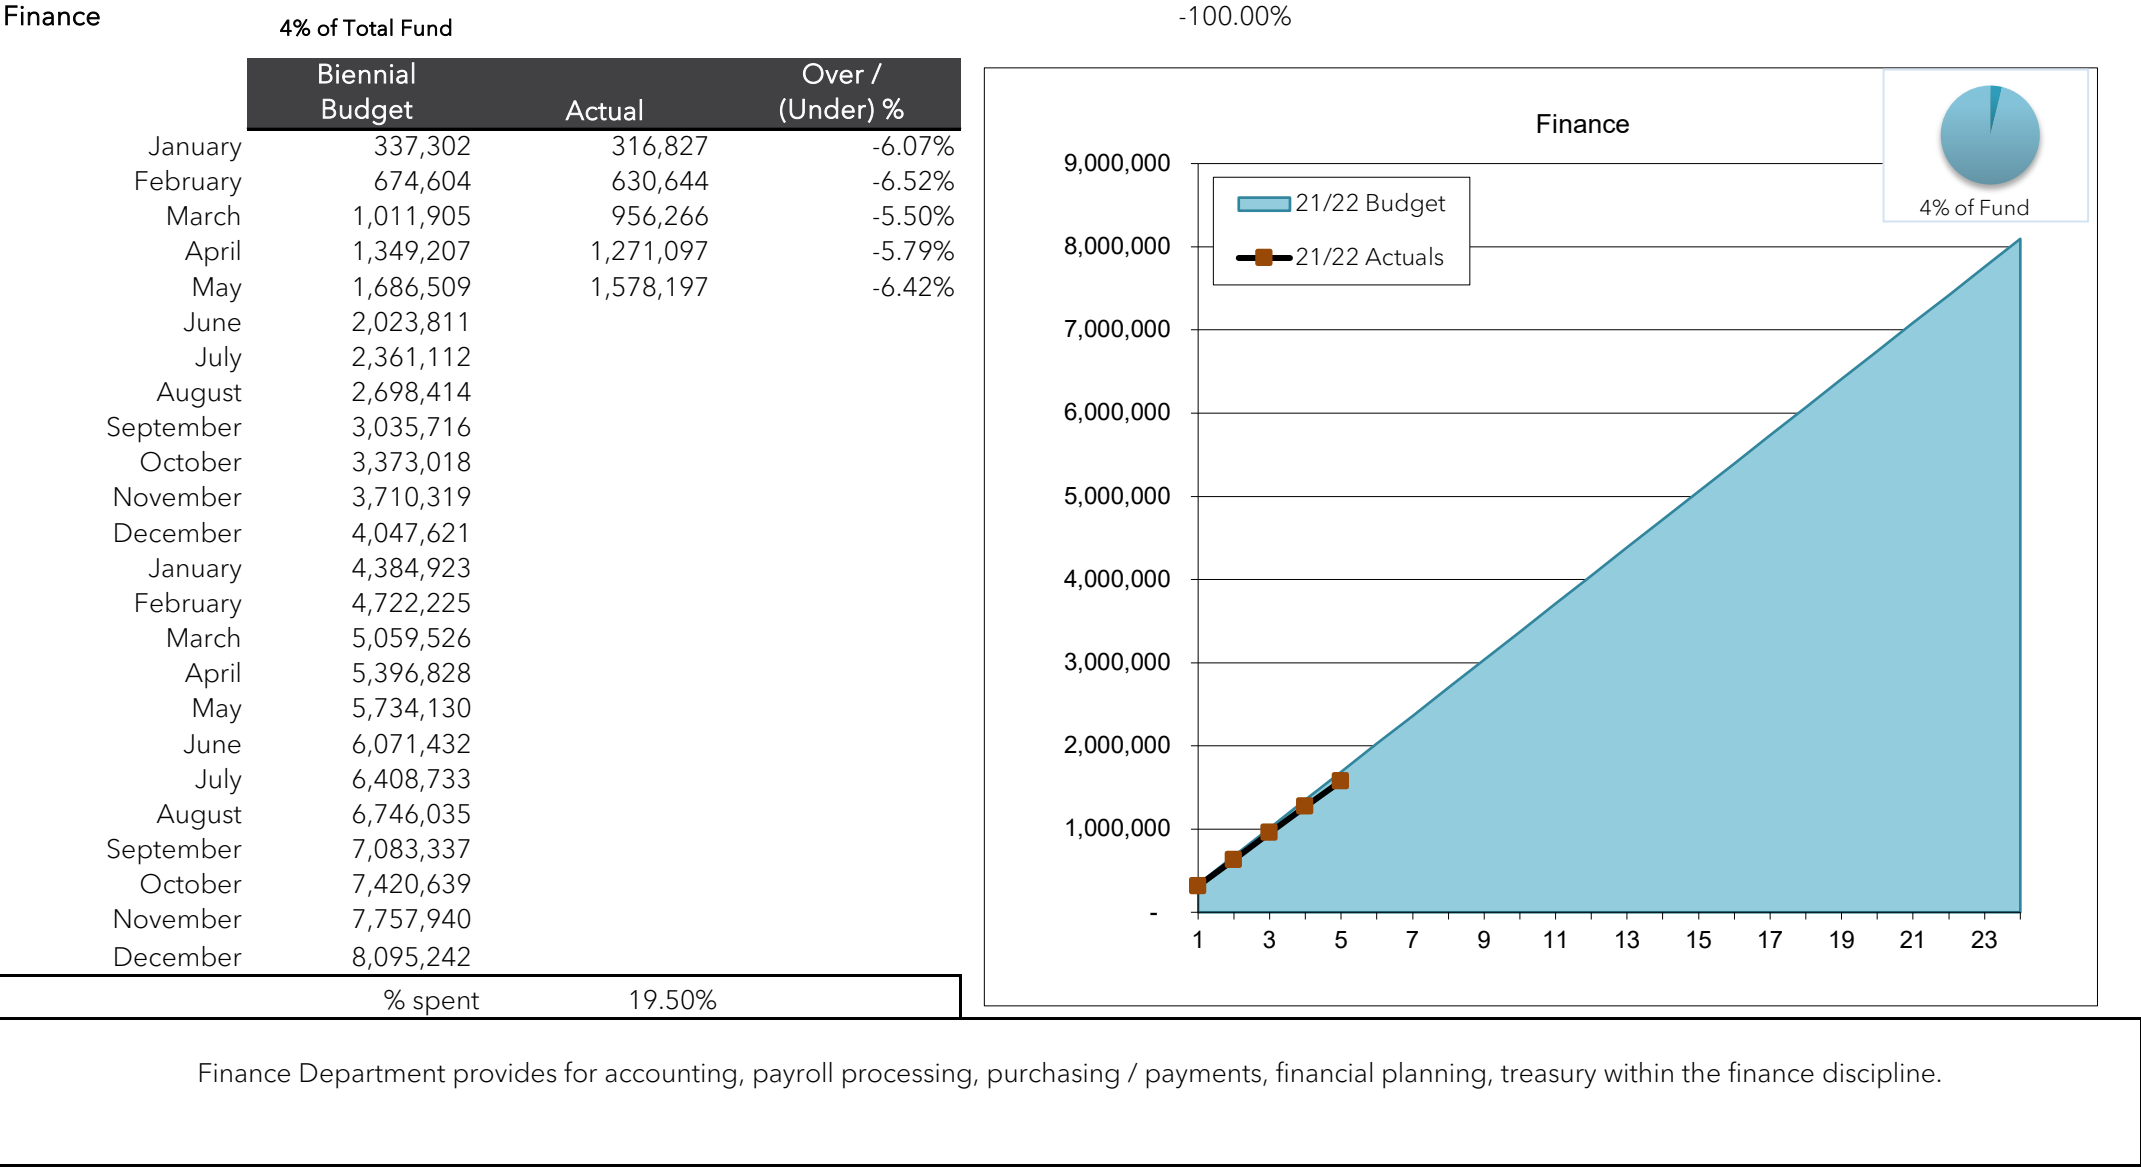 Finance
4% of Total Fund
-100.00%
Biennial Budget Actual Over / (Under) %
January 337,302 316,827 -6.07%
February 674,604 630,644 -6.52%
March 1,011,905 956,266 -5.50%
April 1,349,207 1,271,097 -5.79%
May 1,686,509 1,578,197 -6.42%
June 2,023,811
July 2,361,112
August 2,698,414
September 3,035,716
October 3,373,018
November 3,710,319
December 4,047,621
January 4,384,923
February 4,722,225
March 5,059,526
April 5,396,828
May 5,734,130
June 6,071,432
July 6,408,733
August 6,746,035
September 7,083,337
October 7,420,639
November 7,757,940
December 8,095,242
% spent 19.50%
Finance
4% of Fund
21/22 Budget
21/22 Actuals
9,000,000
8,000,000
7,000,000
6,000,000
5,000,000
4,000,000
3,000,000
2,000,000
1,000,000
-
1 3 5 7 9 11 13 15 17 19 21 23
Finance Department provides for accounting, payroll processing, purchasing / payments, financial planning, treasury within the finance discipline.